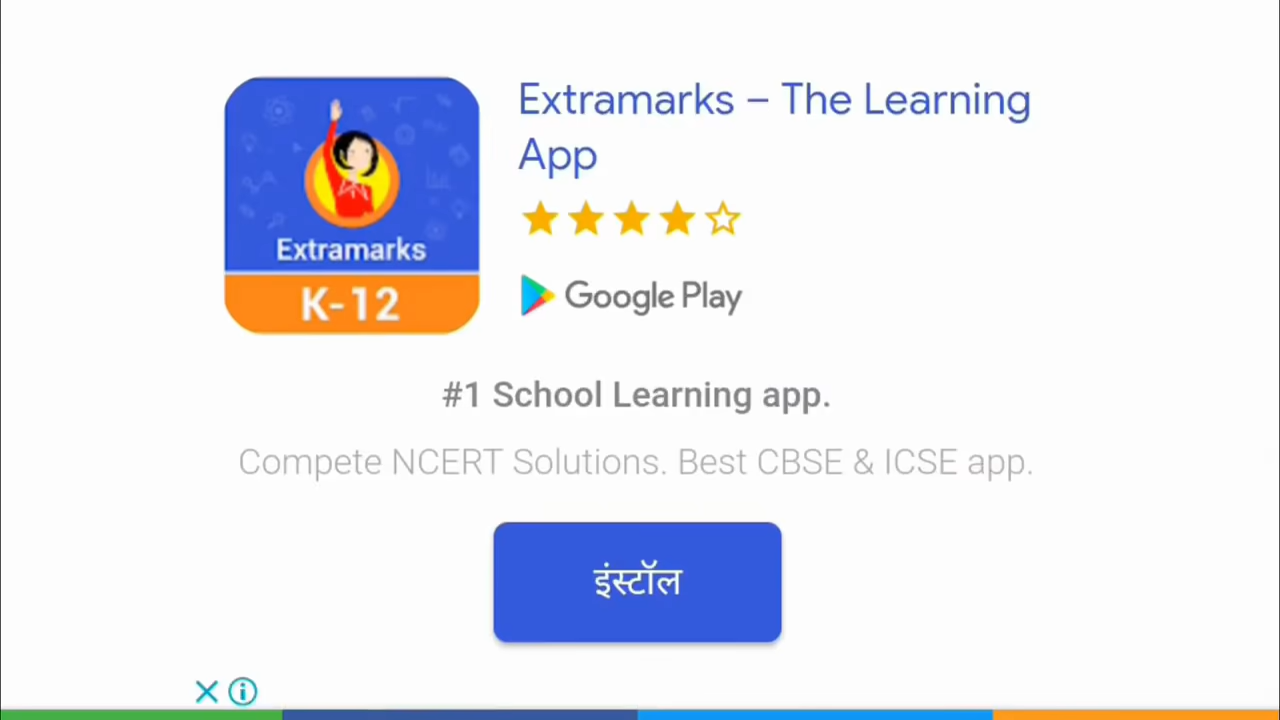 Extramarks – The Learning
App
Extramarks
K-12
Google Play
#1 School Learning app.
Compete NCERT Solutions. Best CBSE & ICSE app.
इंस्टॉल